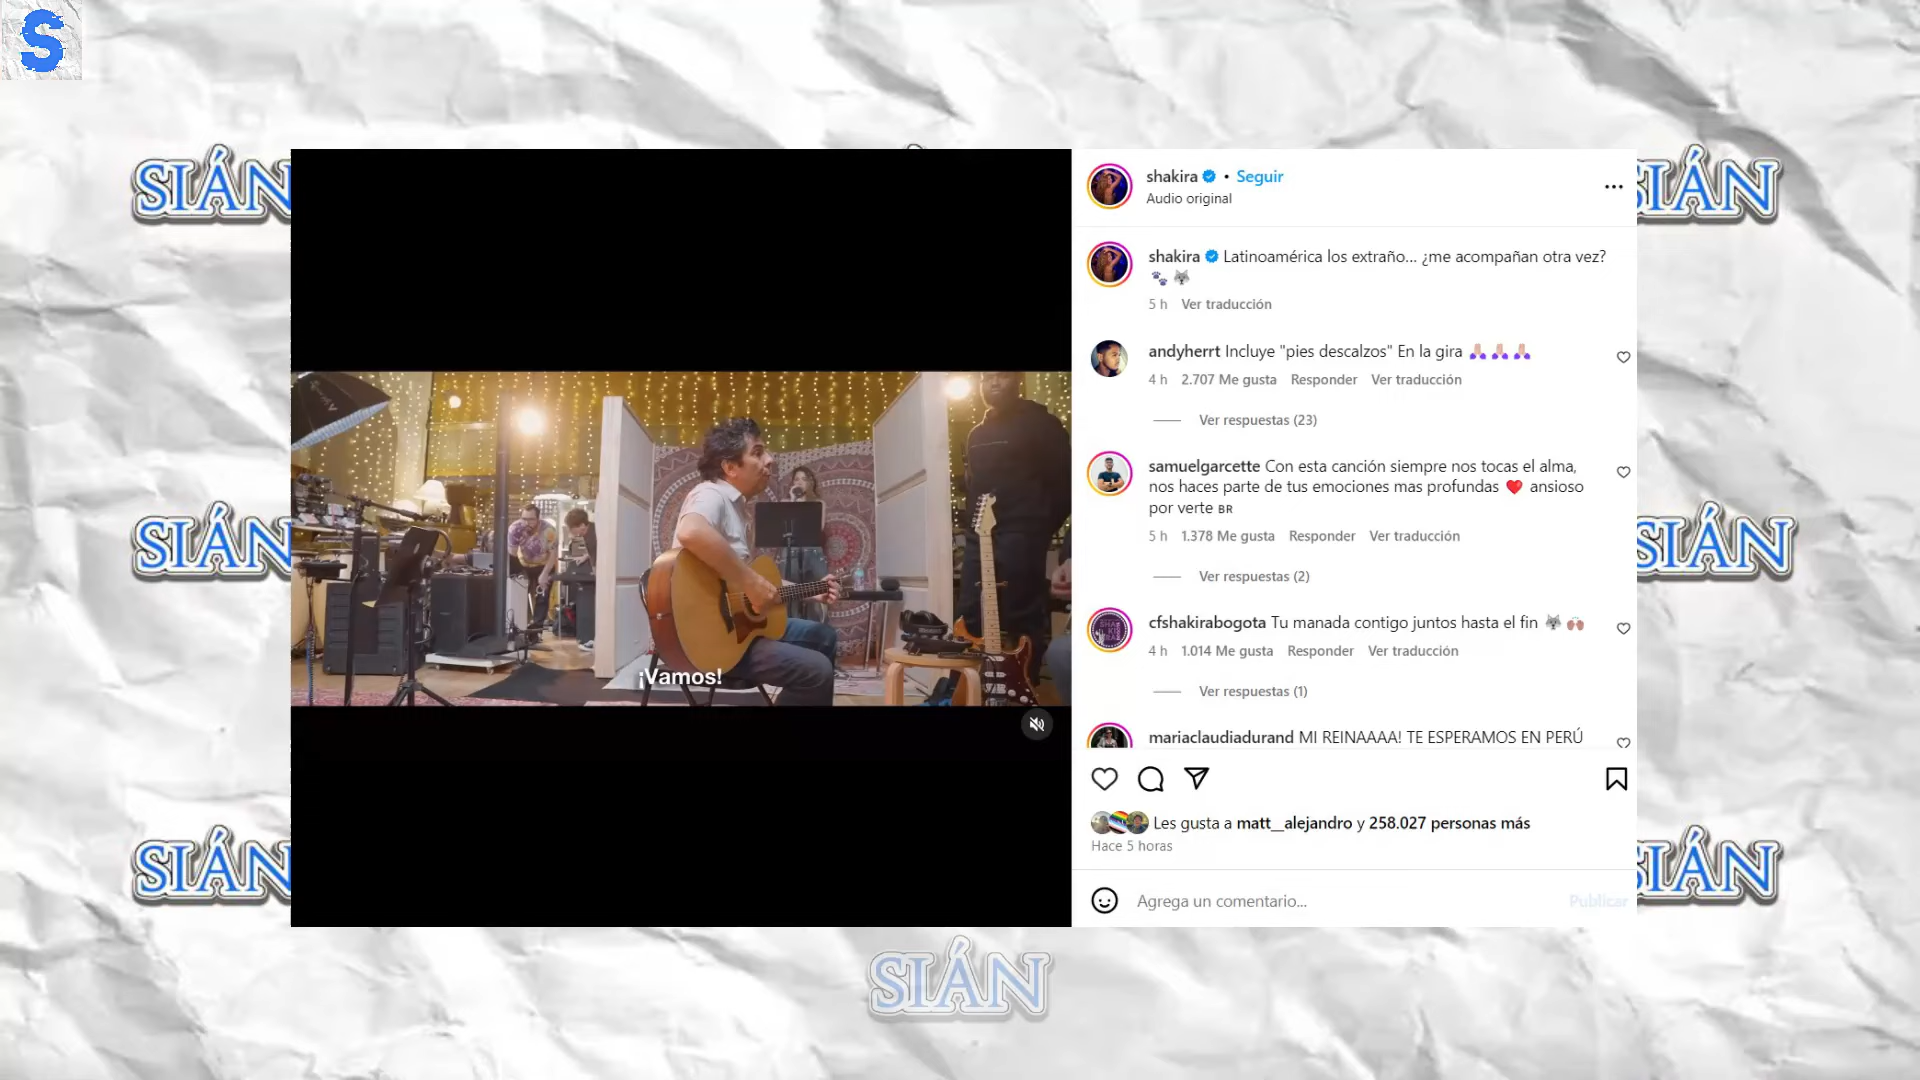 S
SIÁN
SIÁN
SIÁN
¡Vamos!
shakira • Seguir
Audio original
shakira Latinoamérica los extraño... ¿me acompañan otra vez?
5 h Ver traducción
andyherrt Incluye "pies descalzos" En la gira
4 h 2.707 Me gusta Responder Ver traducción
Ver respuestas (23)
samuelgarcette Con esta canción siempre nos tocas el alma,
nos haces parte de tus emociones mas profundas ansioso
por verte BR
5 h 1.378 Me gusta Responder Ver traducción
Ver respuestas (2)
cfshakirabogota Tu manada contigo juntos hasta el fin
4 h 1.014 Me gusta Responder Ver traducción
Ver respuestas (1)
mariaclaudiadurand MI REINAAAA! TE ESPERAMOS EN PERÚ
Les gusta a matt__alejandro y 258.027 personas más
Hace 5 horas
Agrega un comentario... Publicar
SIÁN
SIÁN
SIÁN
SIÁN